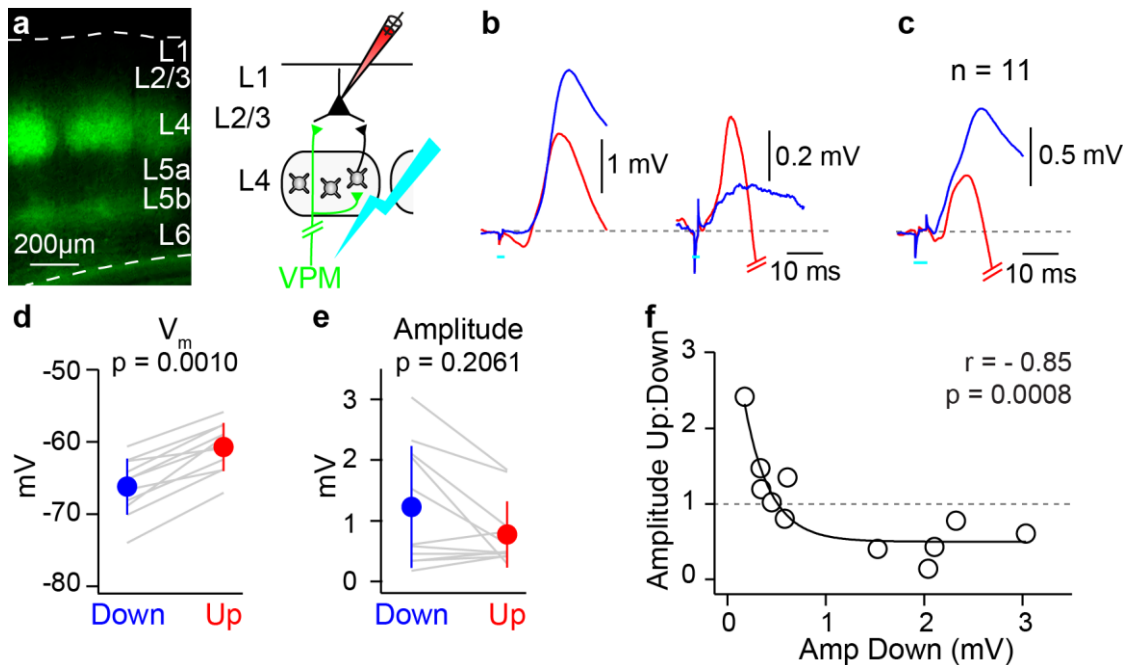 a
L1
L2/3
L4
L5a
L5b
L6
200µm
L1
L2/3
L4
VPM
b
1 mV
0.2 mV
10 ms
c
n = 11
0.5 mV
10 ms
d
Vm
p = 0.0010
-50
-60
-70
-80
mV
Down
Up
e
Amplitude
p = 0.2061
3
2
1
0
mV
Down
Up
f
r = - 0.85
p = 0.0008
3
2
1
0
Amplitude Up:Down
0
1
2
3
Amp Down (mV)